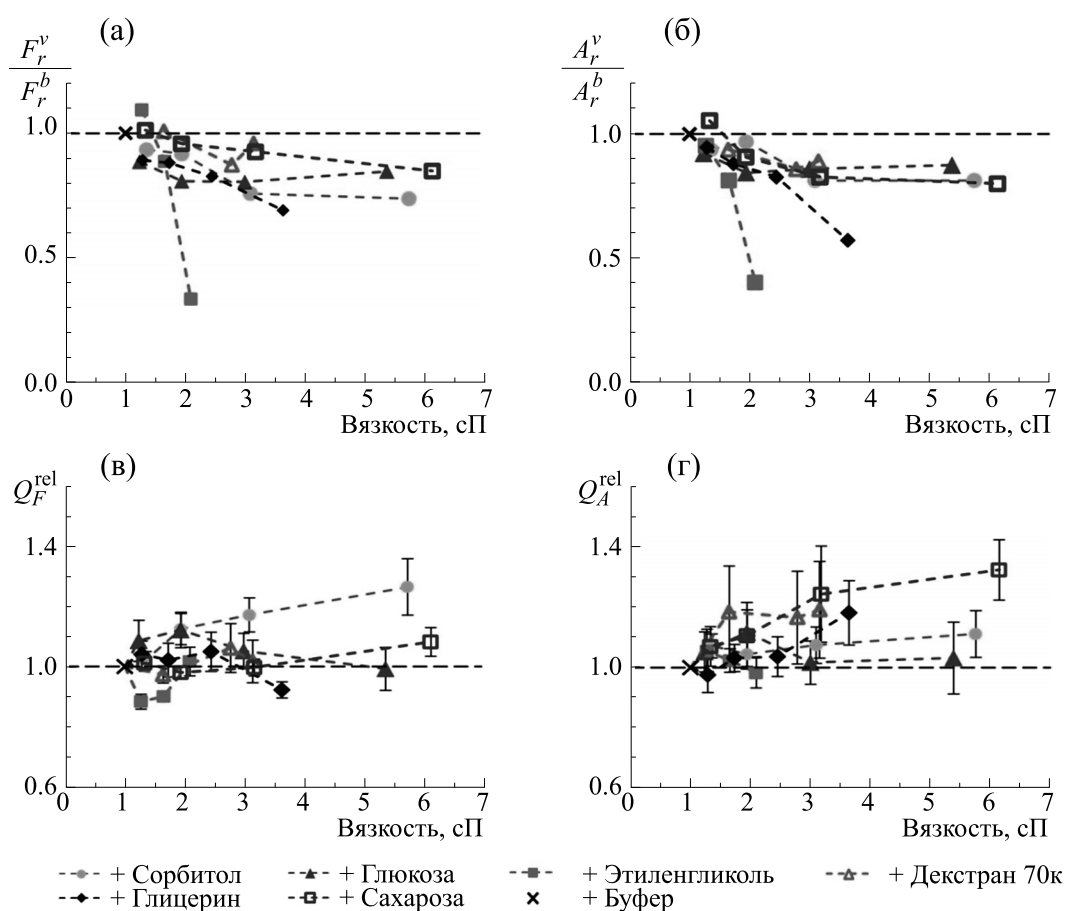 (а)
F_r^v / F_r^b
1.0
0.5
0.0
0 1 2 3 4 5 6 7
Вязкость, сП
(б)
A_r^v / A_r^b
1.0
0.5
0.0
0 1 2 3 4 5 6 7
Вязкость, сП
(в)
Q_F^rel
1.4
1.0
0.6
0 1 2 3 4 5 6 7
Вязкость, сП
(г)
Q_A^rel
1.4
1.0
0.6
0 1 2 3 4 5 6 7
Вязкость, сП
+ Сорбитол + Глюкоза + Этиленгликоль + Декстран 70к
+ Глицерин + Сахароза + Буфер